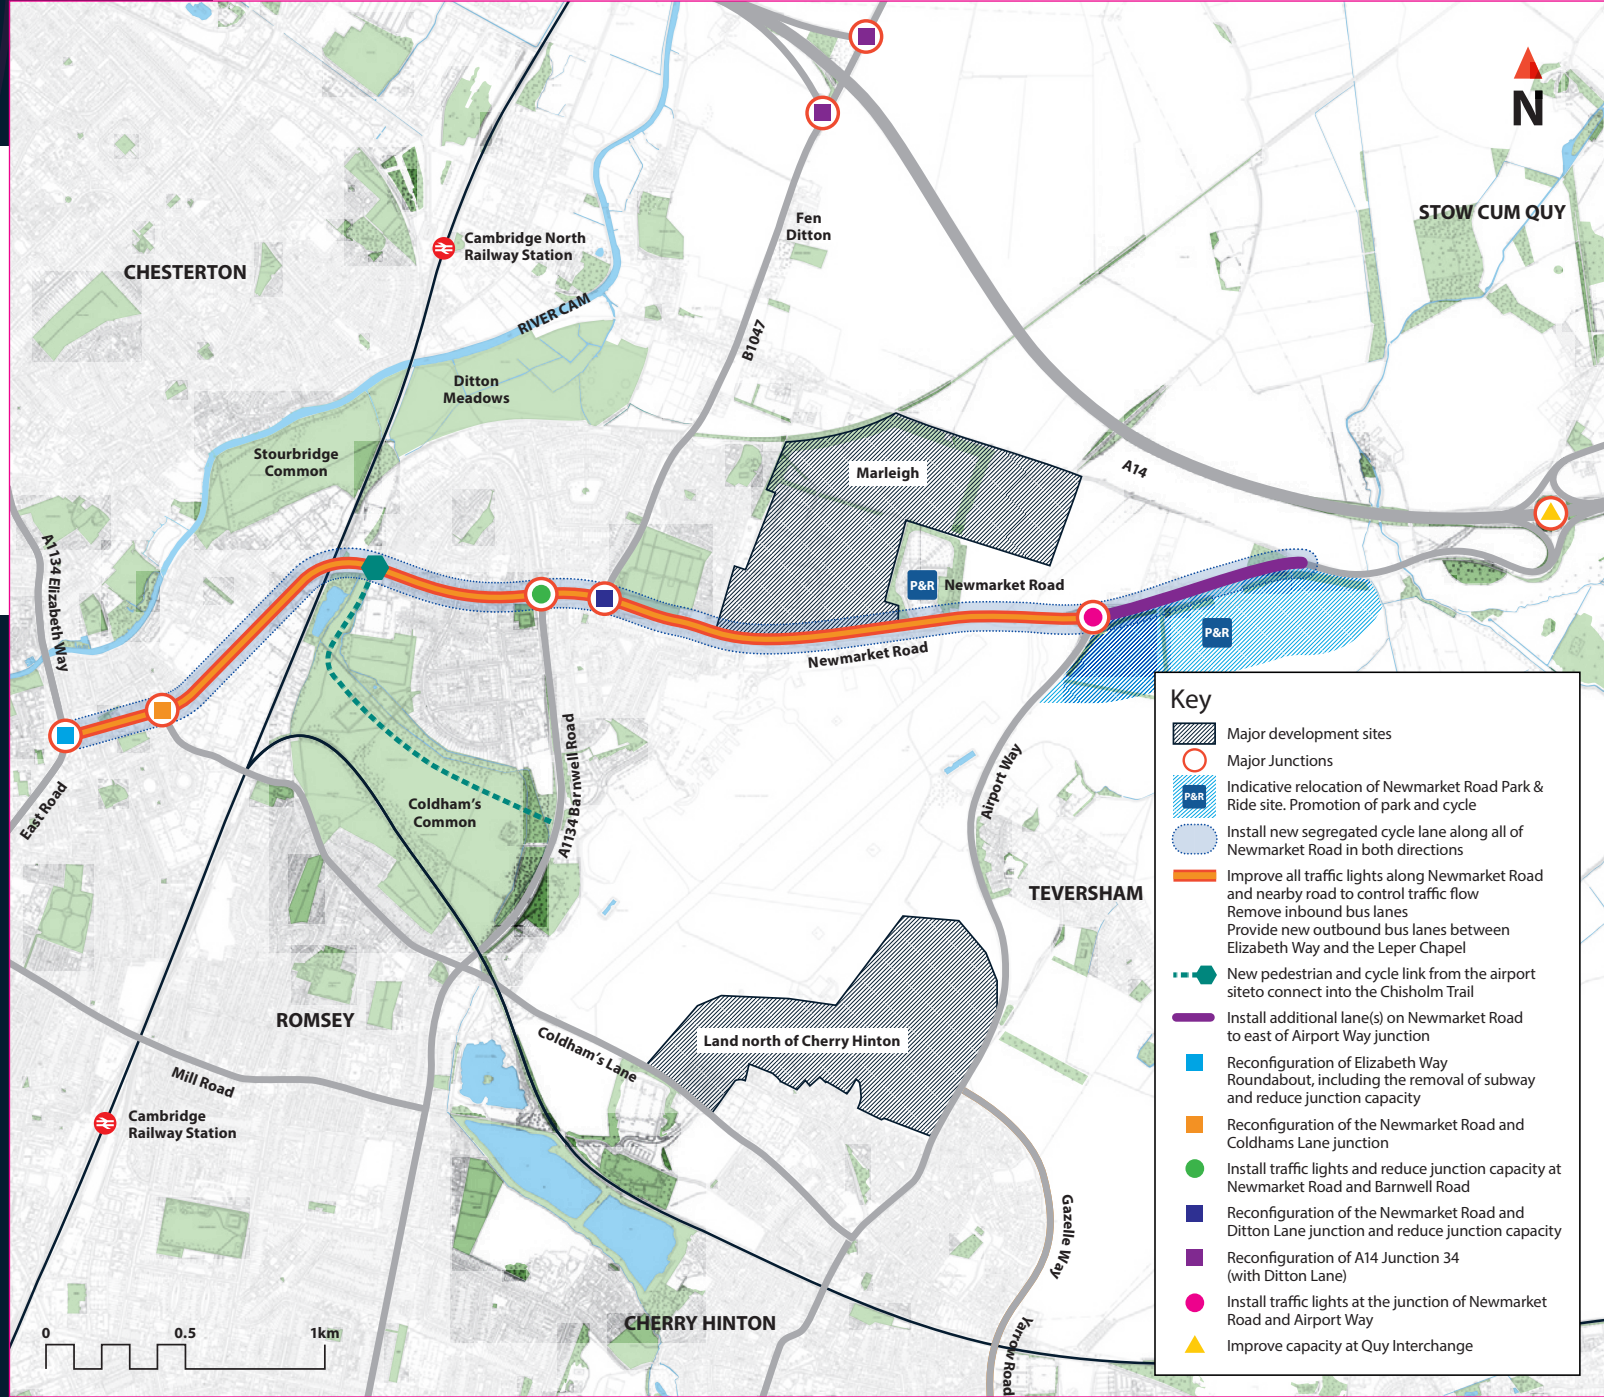 N
STOW CUM QUY
Fen
Ditton
Cambridge North
Railway Station
CHESTERTON
RIVER CAM
B1047
Ditton
Meadows
Stourbridge
Common
Marleigh
A14
A1134 Elizabeth Way
P&R
Newmarket Road
P&R
Newmarket Road
East Road
Coldham's
Common
A1134 Barnwell Road
Airport Way
TEVERSHAM
ROMSEY
Coldham's Lane
Land north of Cherry Hinton
Mill Road
Cambridge
Railway Station
Gazelle Way
CHERRY HINTON
Yarrow Road
0
0.5
1km
Key
Major development sites
Major Junctions
P&R
Indicative relocation of Newmarket Road Park &
Ride site. Promotion of park and cycle
Install new segregated cycle lane along all of
Newmarket Road in both directions
Improve all traffic lights along Newmarket Road
and nearby road to control traffic flow
Remove inbound bus lanes
Provide new outbound bus lanes between
Elizabeth Way and the Leper Chapel
New pedestrian and cycle link from the airport
siteto connect into the Chisholm Trail
Install additional lane(s) on Newmarket Road
to east of Airport Way junction
Reconfiguration of Elizabeth Way
Roundabout, including the removal of subway
and reduce junction capacity
Reconfiguration of the Newmarket Road and
Coldhams Lane junction
Install traffic lights and reduce junction capacity at
Newmarket Road and Barnwell Road
Reconfiguration of the Newmarket Road and
Ditton Lane junction and reduce junction capacity
Reconfiguration of A14 Junction 34
(with Ditton Lane)
Install traffic lights at the junction of Newmarket
Road and Airport Way
Improve capacity at Quy Interchange